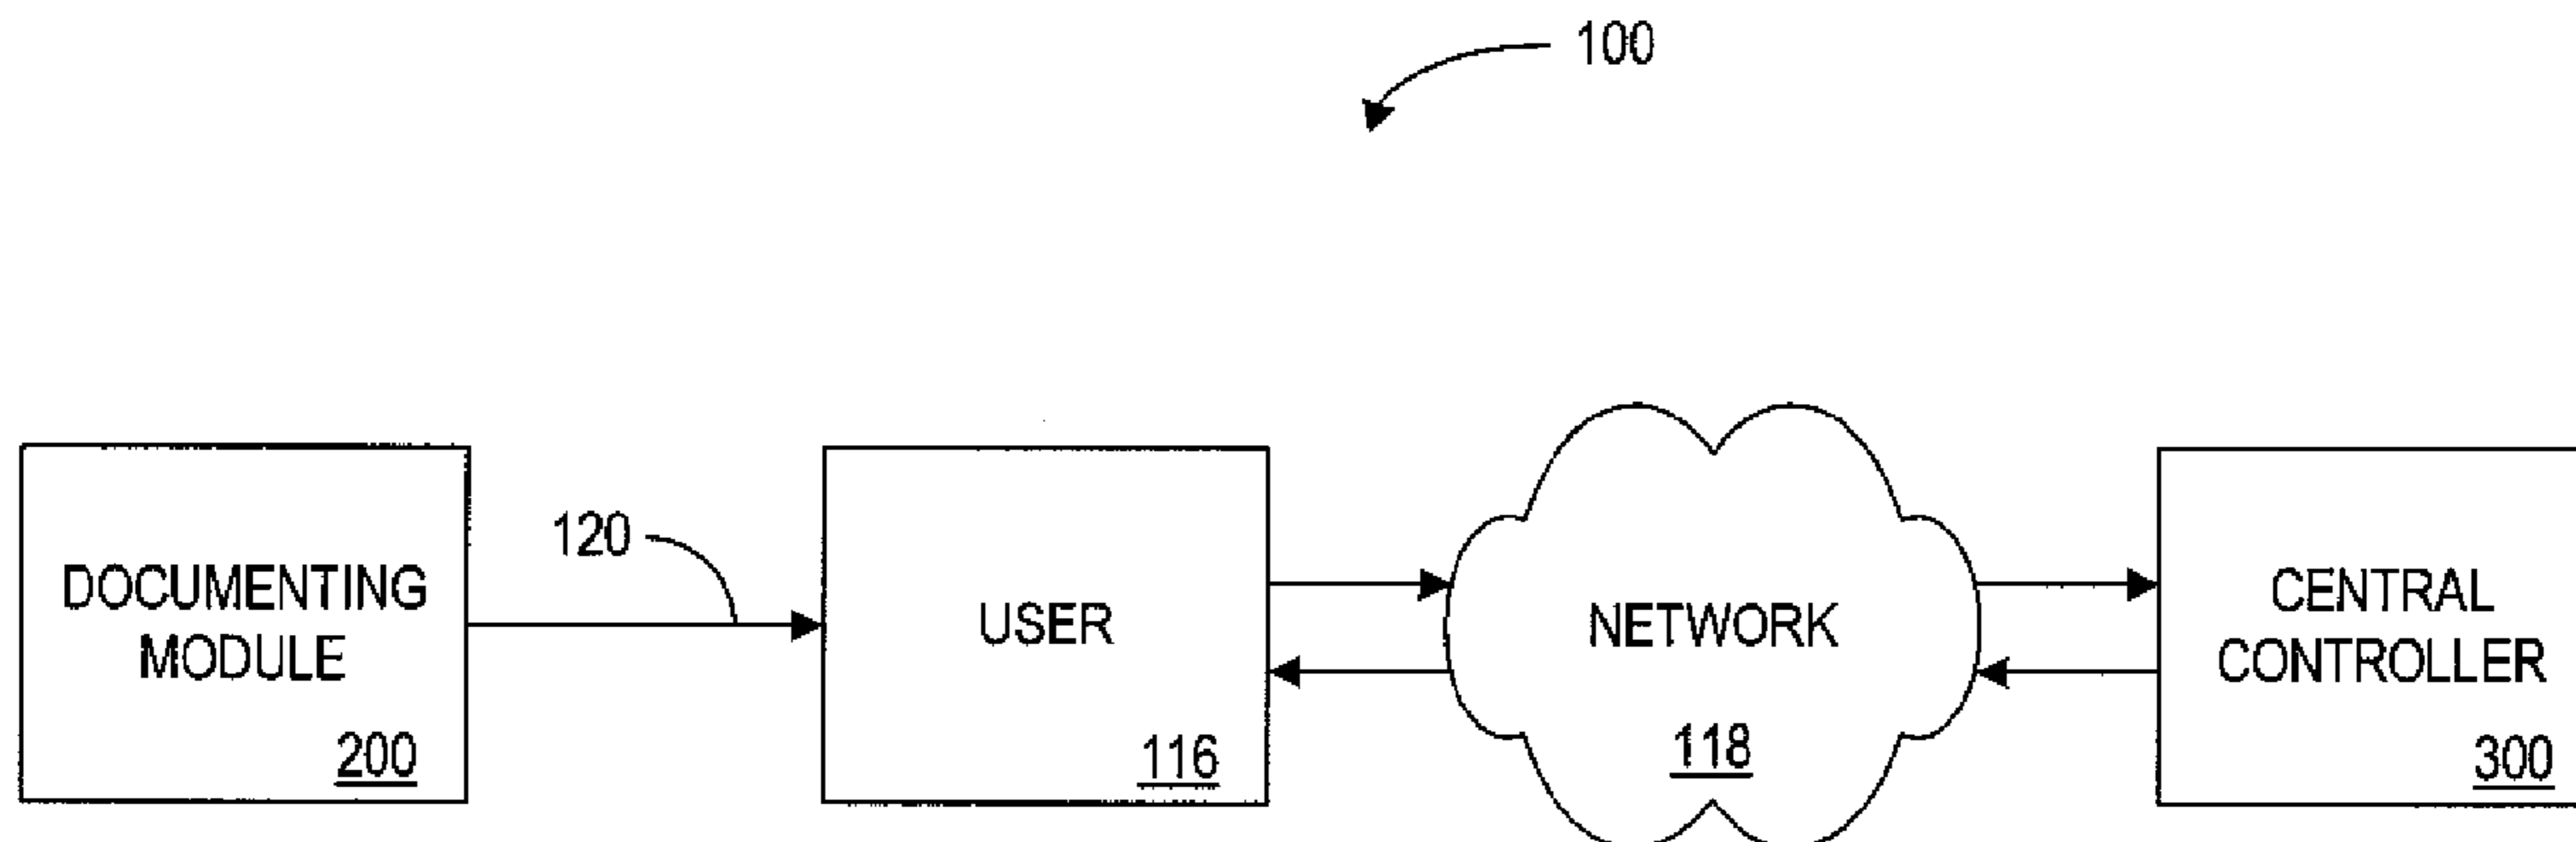 100
120
DOCUMENTING
MODULE
200
USER
116
NETWORK
118
CENTRAL
CONTROLLER
300